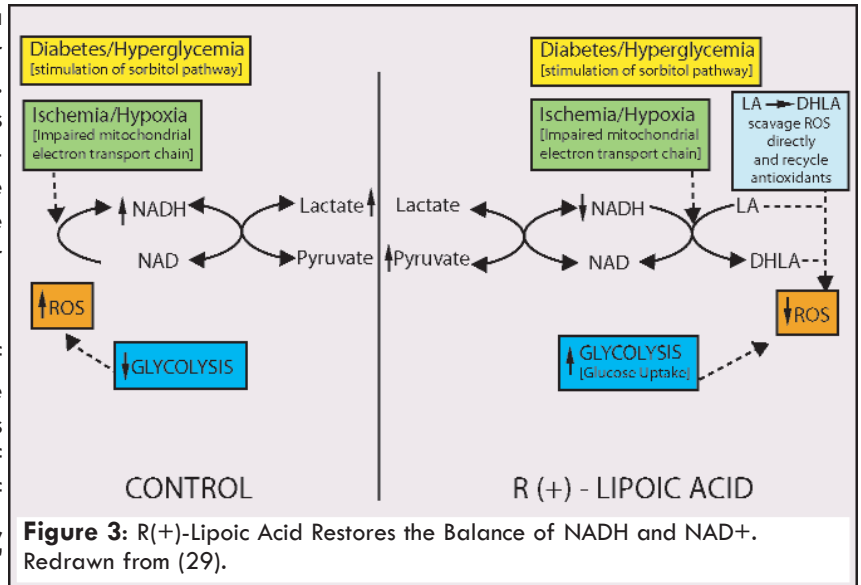 Diabetes/Hyperglycemia
[stimulation of sorbitol pathway]
Ischemia/Hypoxia
[Impaired mitochondrial
electron transport chain]
NADH
Lactate
NAD
Pyruvate
ROS
GLYCOLYSIS
CONTROL
Diabetes/Hyperglycemia
[stimulation of sorbitol pathway]
Ischemia/Hypoxia
[Impaired mitochondrial
electron transport chain]
LA DHLA
scavage ROS
directly
and recycle
antioxidants
Lactate
NADH
LA
Pyruvate
NAD
DHLA
ROS
GLYCOLYSIS
[Glucose Uptake]
R (+) - LIPOIC ACID
Figure 3: R(+)-Lipoic Acid Restores the Balance of NADH and NAD+.
Redrawn from (29).